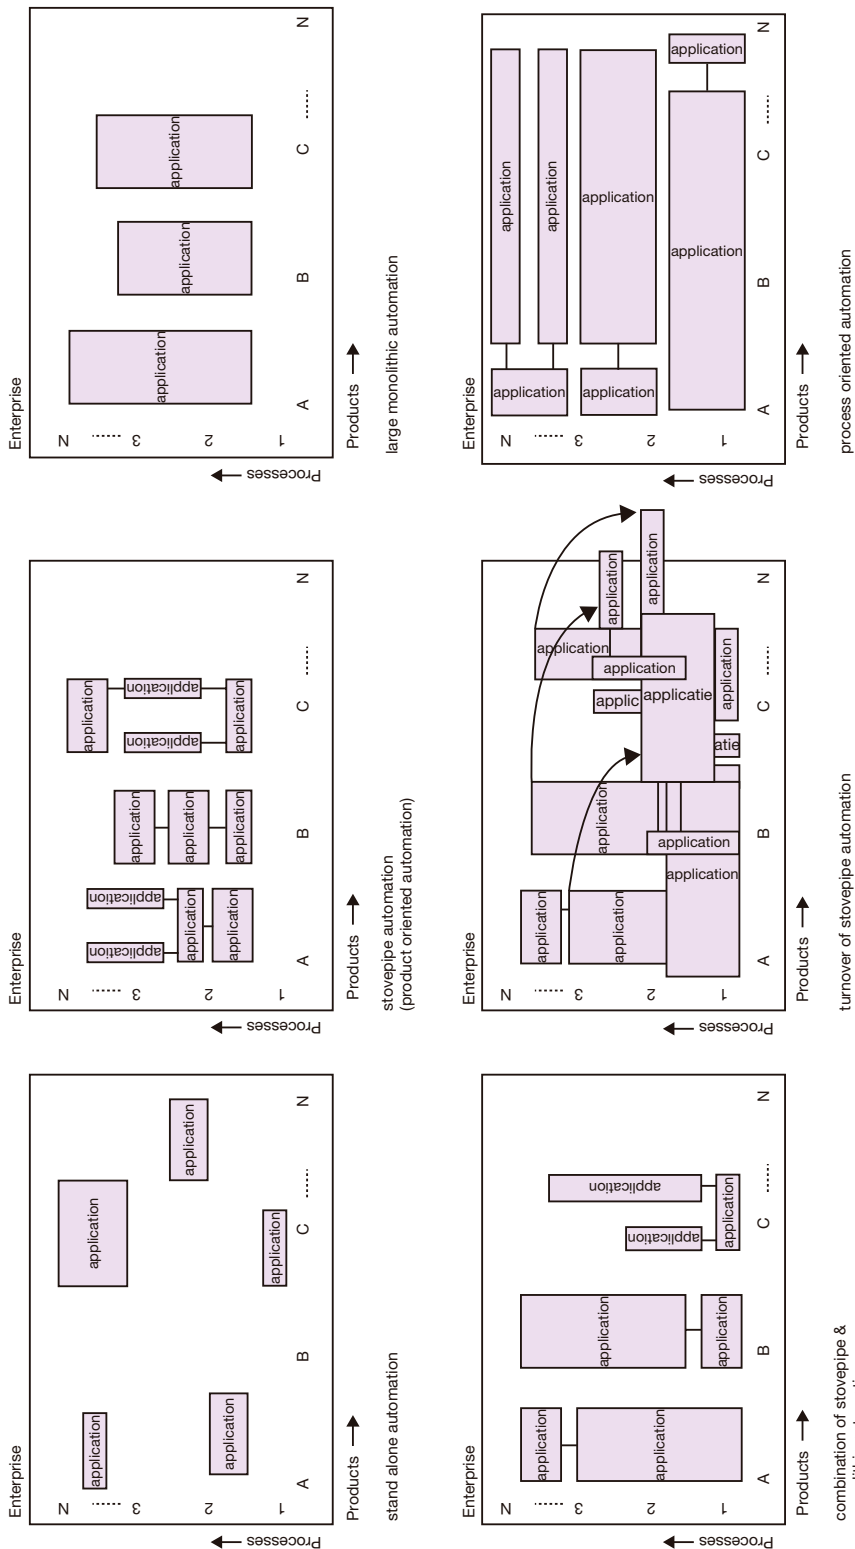 Enterprise
Processes
N
........
3
2
1
application
application
application
application
application
A
B
C
........
N
Products
stand alone automation
Enterprise
Processes
N
........
3
2
1
application
application
application
application
application
application
application
application
application
application
application
A
B
C
........
N
Products
stovepipe automation
(product oriented automation)
Enterprise
Processes
N
........
3
2
1
application
application
application
A
B
C
........
N
Products
large monolithic automation
Enterprise
Processes
N
........
3
2
1
application
application
application
application
application
application
application
A
B
C
........
N
Products
combination of stovepipe &
Enterprise
Processes
N
........
3
2
1
application
application
application
application
application
application
application
applic
applicatie
atie
application
application
application
A
B
C
........
N
Products
turnover of stovepipe automation
Enterprise
Processes
N
........
3
2
1
application
application
application
application
application
application
application
A
B
C
........
N
Products
process oriented automation